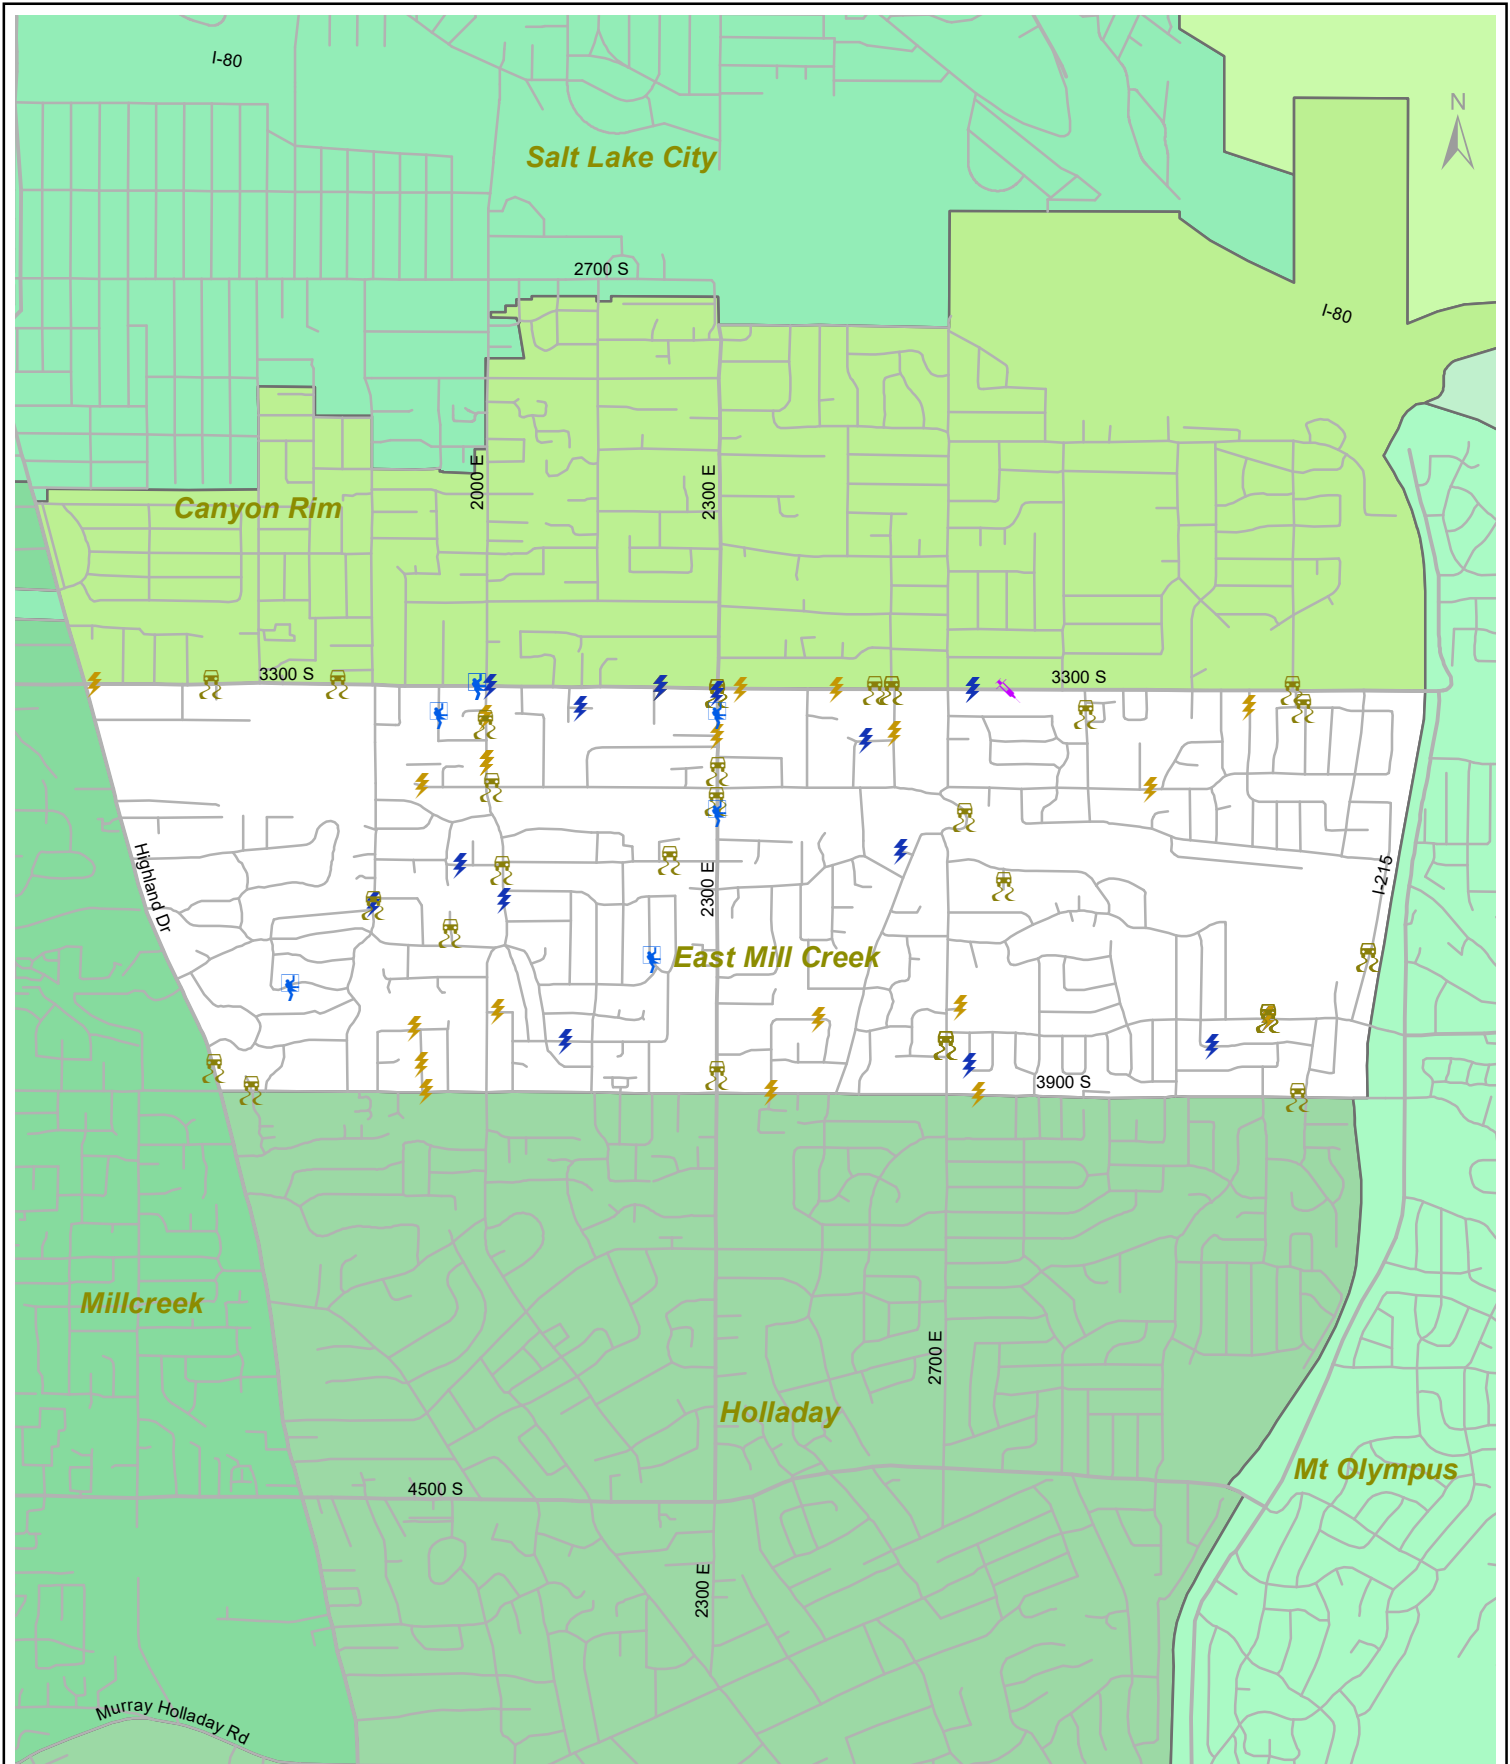 I-80
N
Salt Lake City
2700 S
I-80
2000 E
2300 E
Canyon Rim
3300 S
3300 S
Highland Dr
2300 E
I-215
East Mill Creek
3900 S
Millcreek
2700 E
Holladay
Mt Olympus
4500 S
2300 E
Murray Holladay Rd